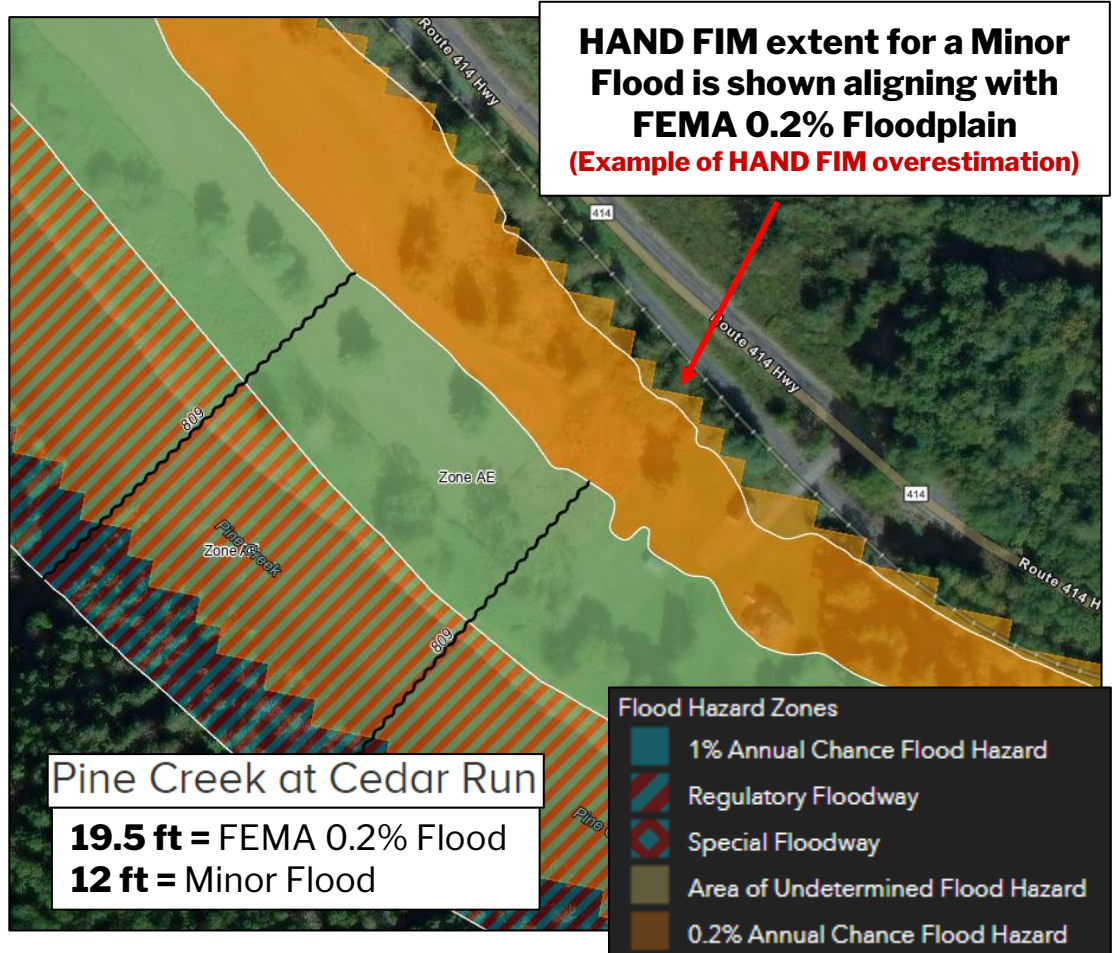 HAND FIM extent for a Minor
Flood is shown aligning with
FEMA 0.2% Floodplain
(Example of HAND FIM overestimation)
Route 414 Hwy
414
Route 414 Hwy
414
Route 414 H
809
Zone AE
Pine Creek
809
Pine
Pine Creek at Cedar Run
19.5 ft = FEMA 0.2% Flood
12 ft = Minor Flood
Flood Hazard Zones
1% Annual Chance Flood Hazard
Regulatory Floodway
Special Floodway
Area of Undetermined Flood Hazard
0.2% Annual Chance Flood Hazard